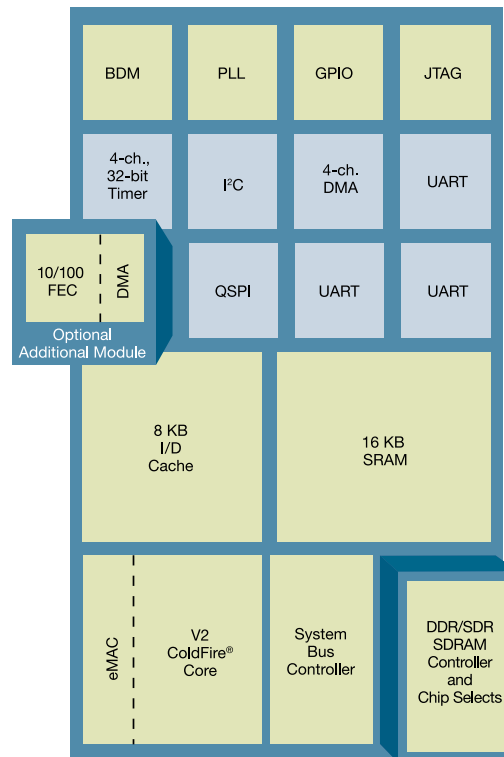 BDM
PLL
GPIO
JTAG
4-ch.,
32-bit
Timer
I²C
4-ch.
DMA
UART
10/100
FEC
DMA
Optional
Additional Module
QSPI
UART
UART
8 KB
I/D
Cache
16 KB
SRAM
eMAC
V2
ColdFire®
Core
System
Bus
Controller
DDR/SDR
SDRAM
Controller
and
Chip Selects